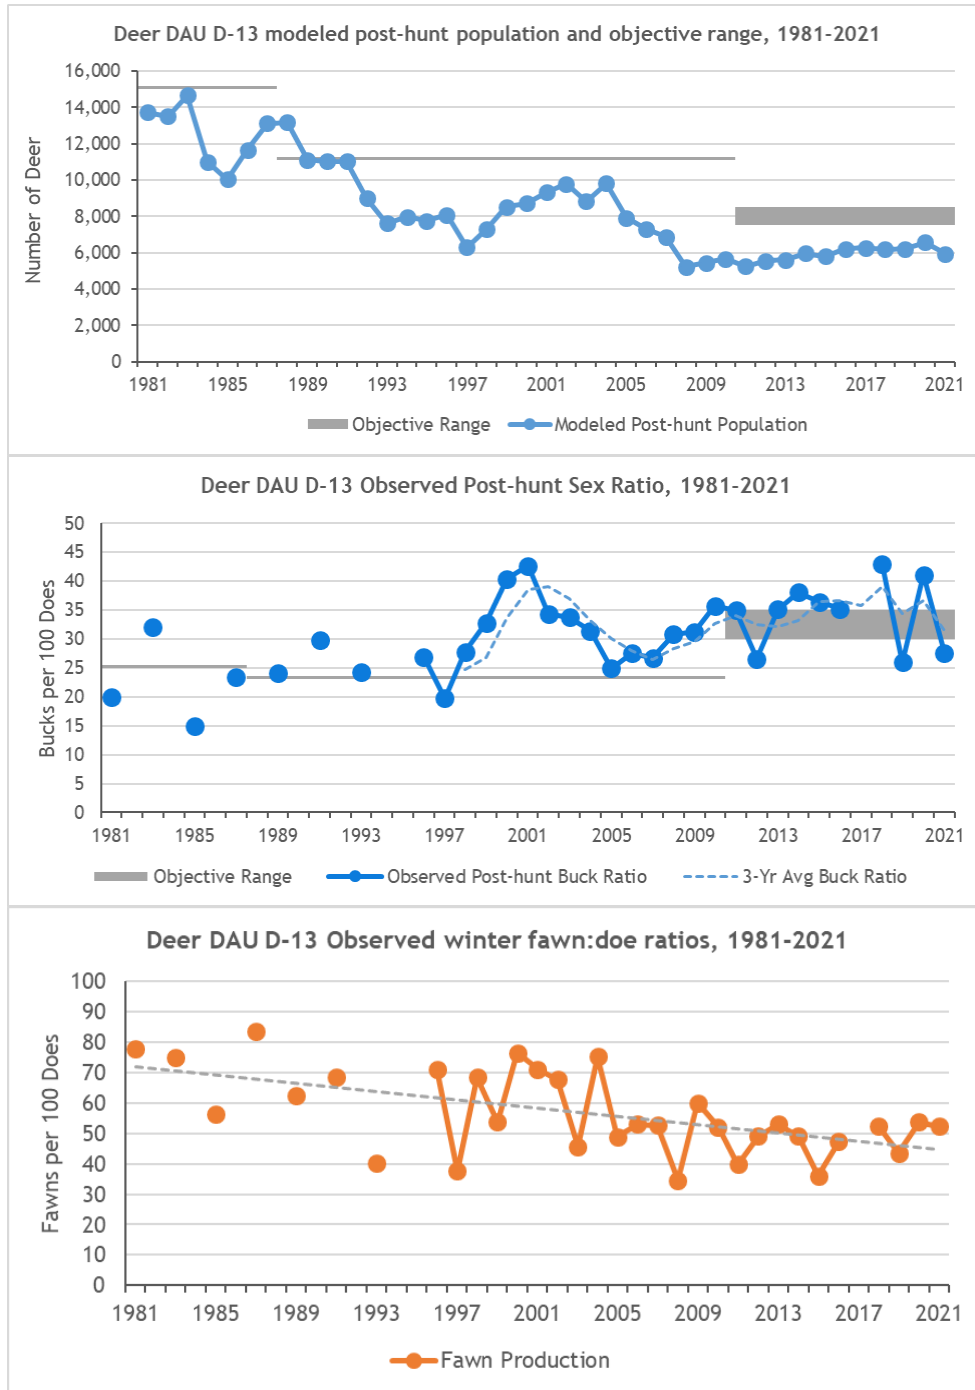 Deer DAU D-13 modeled post-hunt population and objective range, 1981-2021
Number of Deer
16,000
14,000
12,000
10,000
8,000
6,000
4,000
2,000
0
1981 1985 1989 1993 1997 2001 2005 2009 2013 2017 2021
Objective Range Modeled Post-hunt Population
Deer DAU D-13 Observed Post-hunt Sex Ratio, 1981-2021
Bucks per 100 Does
50
45
40
35
30
25
20
15
10
5
0
1981 1985 1989 1993 1997 2001 2005 2009 2013 2017 2021
Objective Range Observed Post-hunt Buck Ratio 3-Yr Avg Buck Ratio
Deer DAU D-13 Observed winter fawn:doe ratios, 1981-2021
Fawns per 100 Does
100
90
80
70
60
50
40
30
20
10
0
1981 1985 1989 1993 1997 2001 2005 2009 2013 2017 2021
Fawn Production